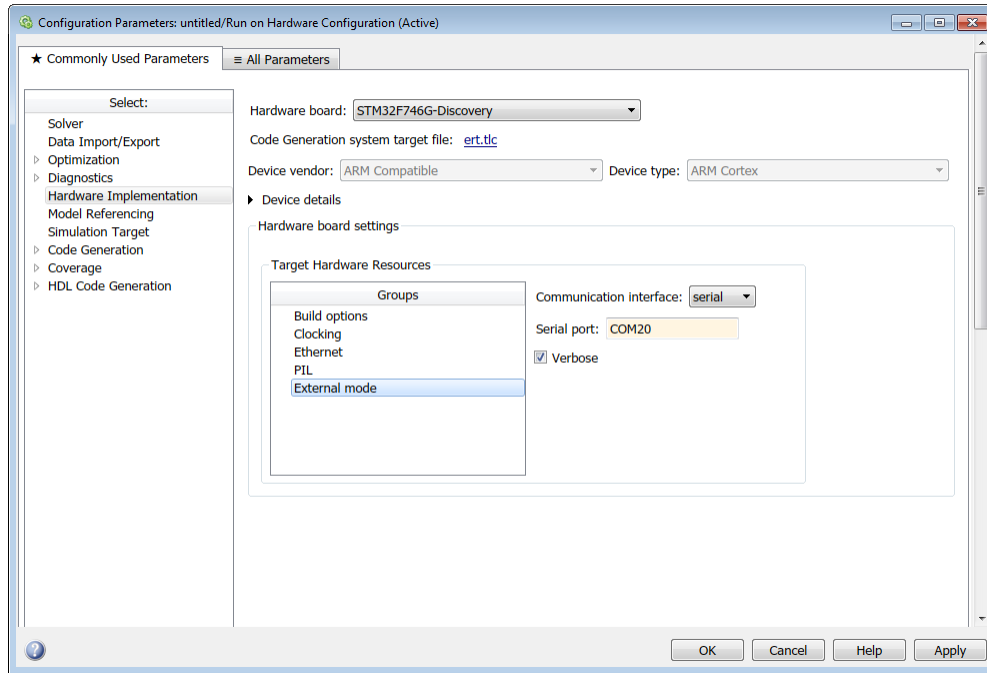 Configuration Parameters: untitled/Run on Hardware Configuration (Active)
★ Commonly Used Parameters
≡ All Parameters
Select:
Solver
Data Import/Export
Optimization
Diagnostics
Hardware Implementation
Model Referencing
Simulation Target
Code Generation
Coverage
HDL Code Generation
Hardware board: STM32F746G-Discovery
Code Generation system target file: ert.tlc
Device vendor: ARM Compatible Device type: ARM Cortex
Device details
Hardware board settings
Target Hardware Resources
Groups
Build options
Clocking
Ethernet
PIL
External mode
Communication interface: serial
Serial port: COM20
Verbose
OK Cancel Help Apply